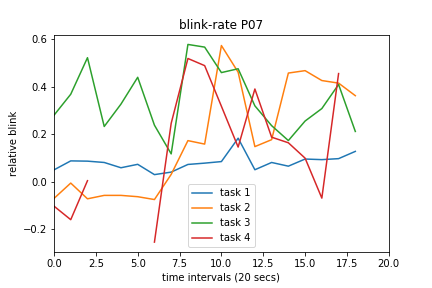 blink-rate P07
relative blink
0.6
0.4
0.2
0.0
−0.2
0.0 2.5 5.0 7.5 10.0 12.5 15.0 17.5 20.0
time intervals (20 secs)
task 1
task 2
task 3
task 4